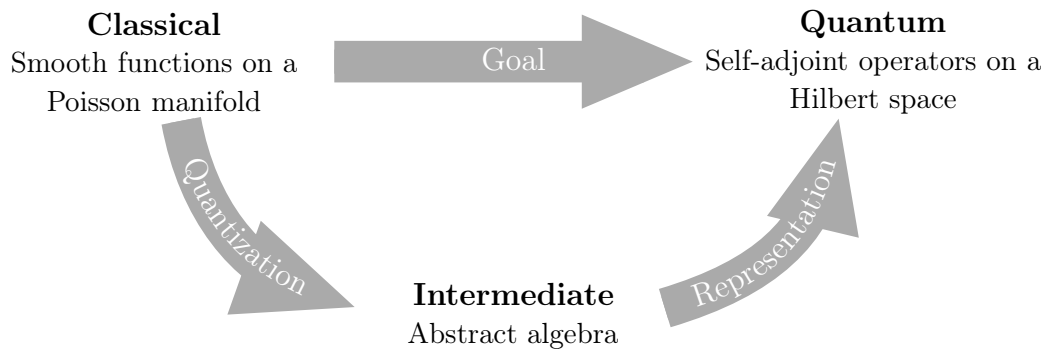 Classical
Smooth functions on a
Poisson manifold
Goal
Quantum
Self-adjoint operators on a
Hilbert space
Quantization
Representation
Intermediate
Abstract algebra